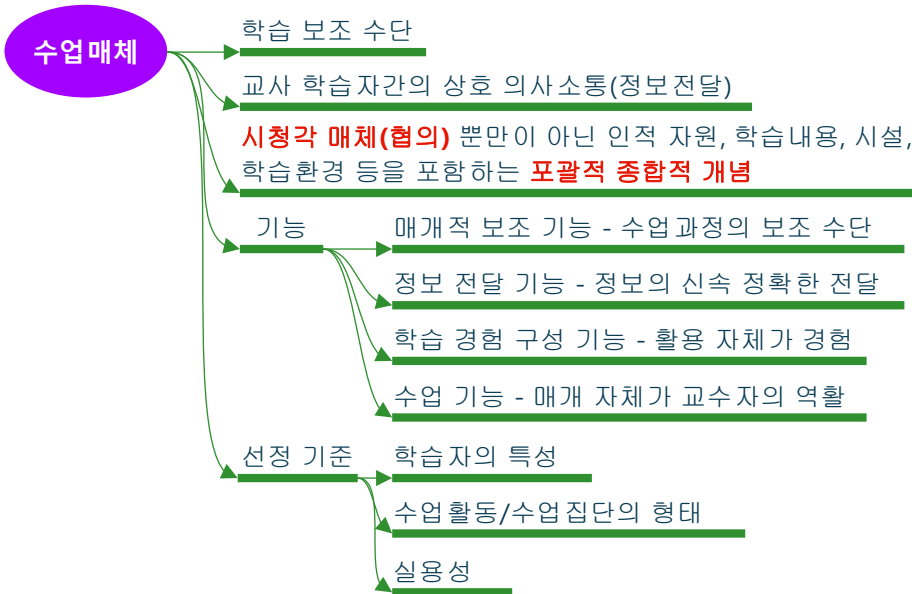 수업매체
학습 보조 수단
교사 학습자간의 상호 의사소통(정보전달)
시청각 매체(협의) 뿐만이 아닌 인적 자원, 학습내용, 시설,
학습환경 등을 포함하는 포괄적 종합적 개념
기능
매개적 보조 기능 - 수업과정의 보조 수단
정보 전달 기능 - 정보의 신속 정확한 전달
학습 경험 구성 기능 - 활용 자체가 경험
수업 기능 - 매개 자체가 교수자의 역활
선정 기준
학습자의 특성
수업활동/수업집단의 형태
실용성